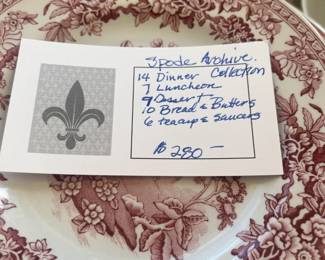 Spode Archive.
14 Dinner Collection
7 Luncheon
9 Dessert
10 Bread & Butters
6 teacups & saucers
$ 280 —